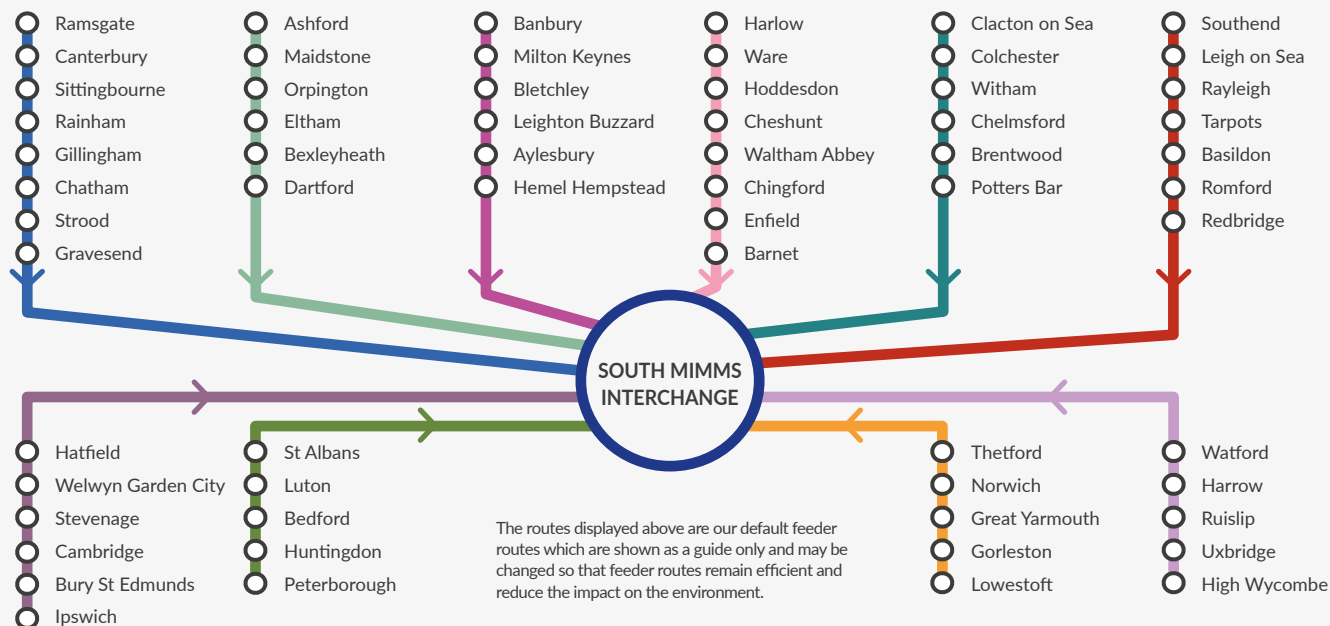 Ramsgate
Canterbury
Sittingbourne
Rainham
Gillingham
Chatham
Strood
Gravesend
Ashford
Maidstone
Orpington
Eltham
Bexleyheath
Dartford
Banbury
Milton Keynes
Bletchley
Leighton Buzzard
Aylesbury
Hemel Hempstead
Harlow
Ware
Hoddesdon
Cheshunt
Waltham Abbey
Chingford
Enfield
Barnet
Clacton on Sea
Colchester
Witham
Chelmsford
Brentwood
Potters Bar
Southend
Leigh on Sea
Rayleigh
Tarpots
Basildon
Romford
Redbridge
SOUTH MIMMS
INTERCHANGE
Hatfield
Welwyn Garden City
Stevenage
Cambridge
Bury St Edmunds
Ipswich
St Albans
Luton
Bedford
Huntingdon
Peterborough
The routes displayed above are our default feeder
routes which are shown as a guide only and may be
changed so that feeder routes remain efficient and
reduce the impact on the environment.
Thetford
Norwich
Great Yarmouth
Gorleston
Lowestoft
Watford
Harrow
Ruislip
Uxbridge
High Wycombe